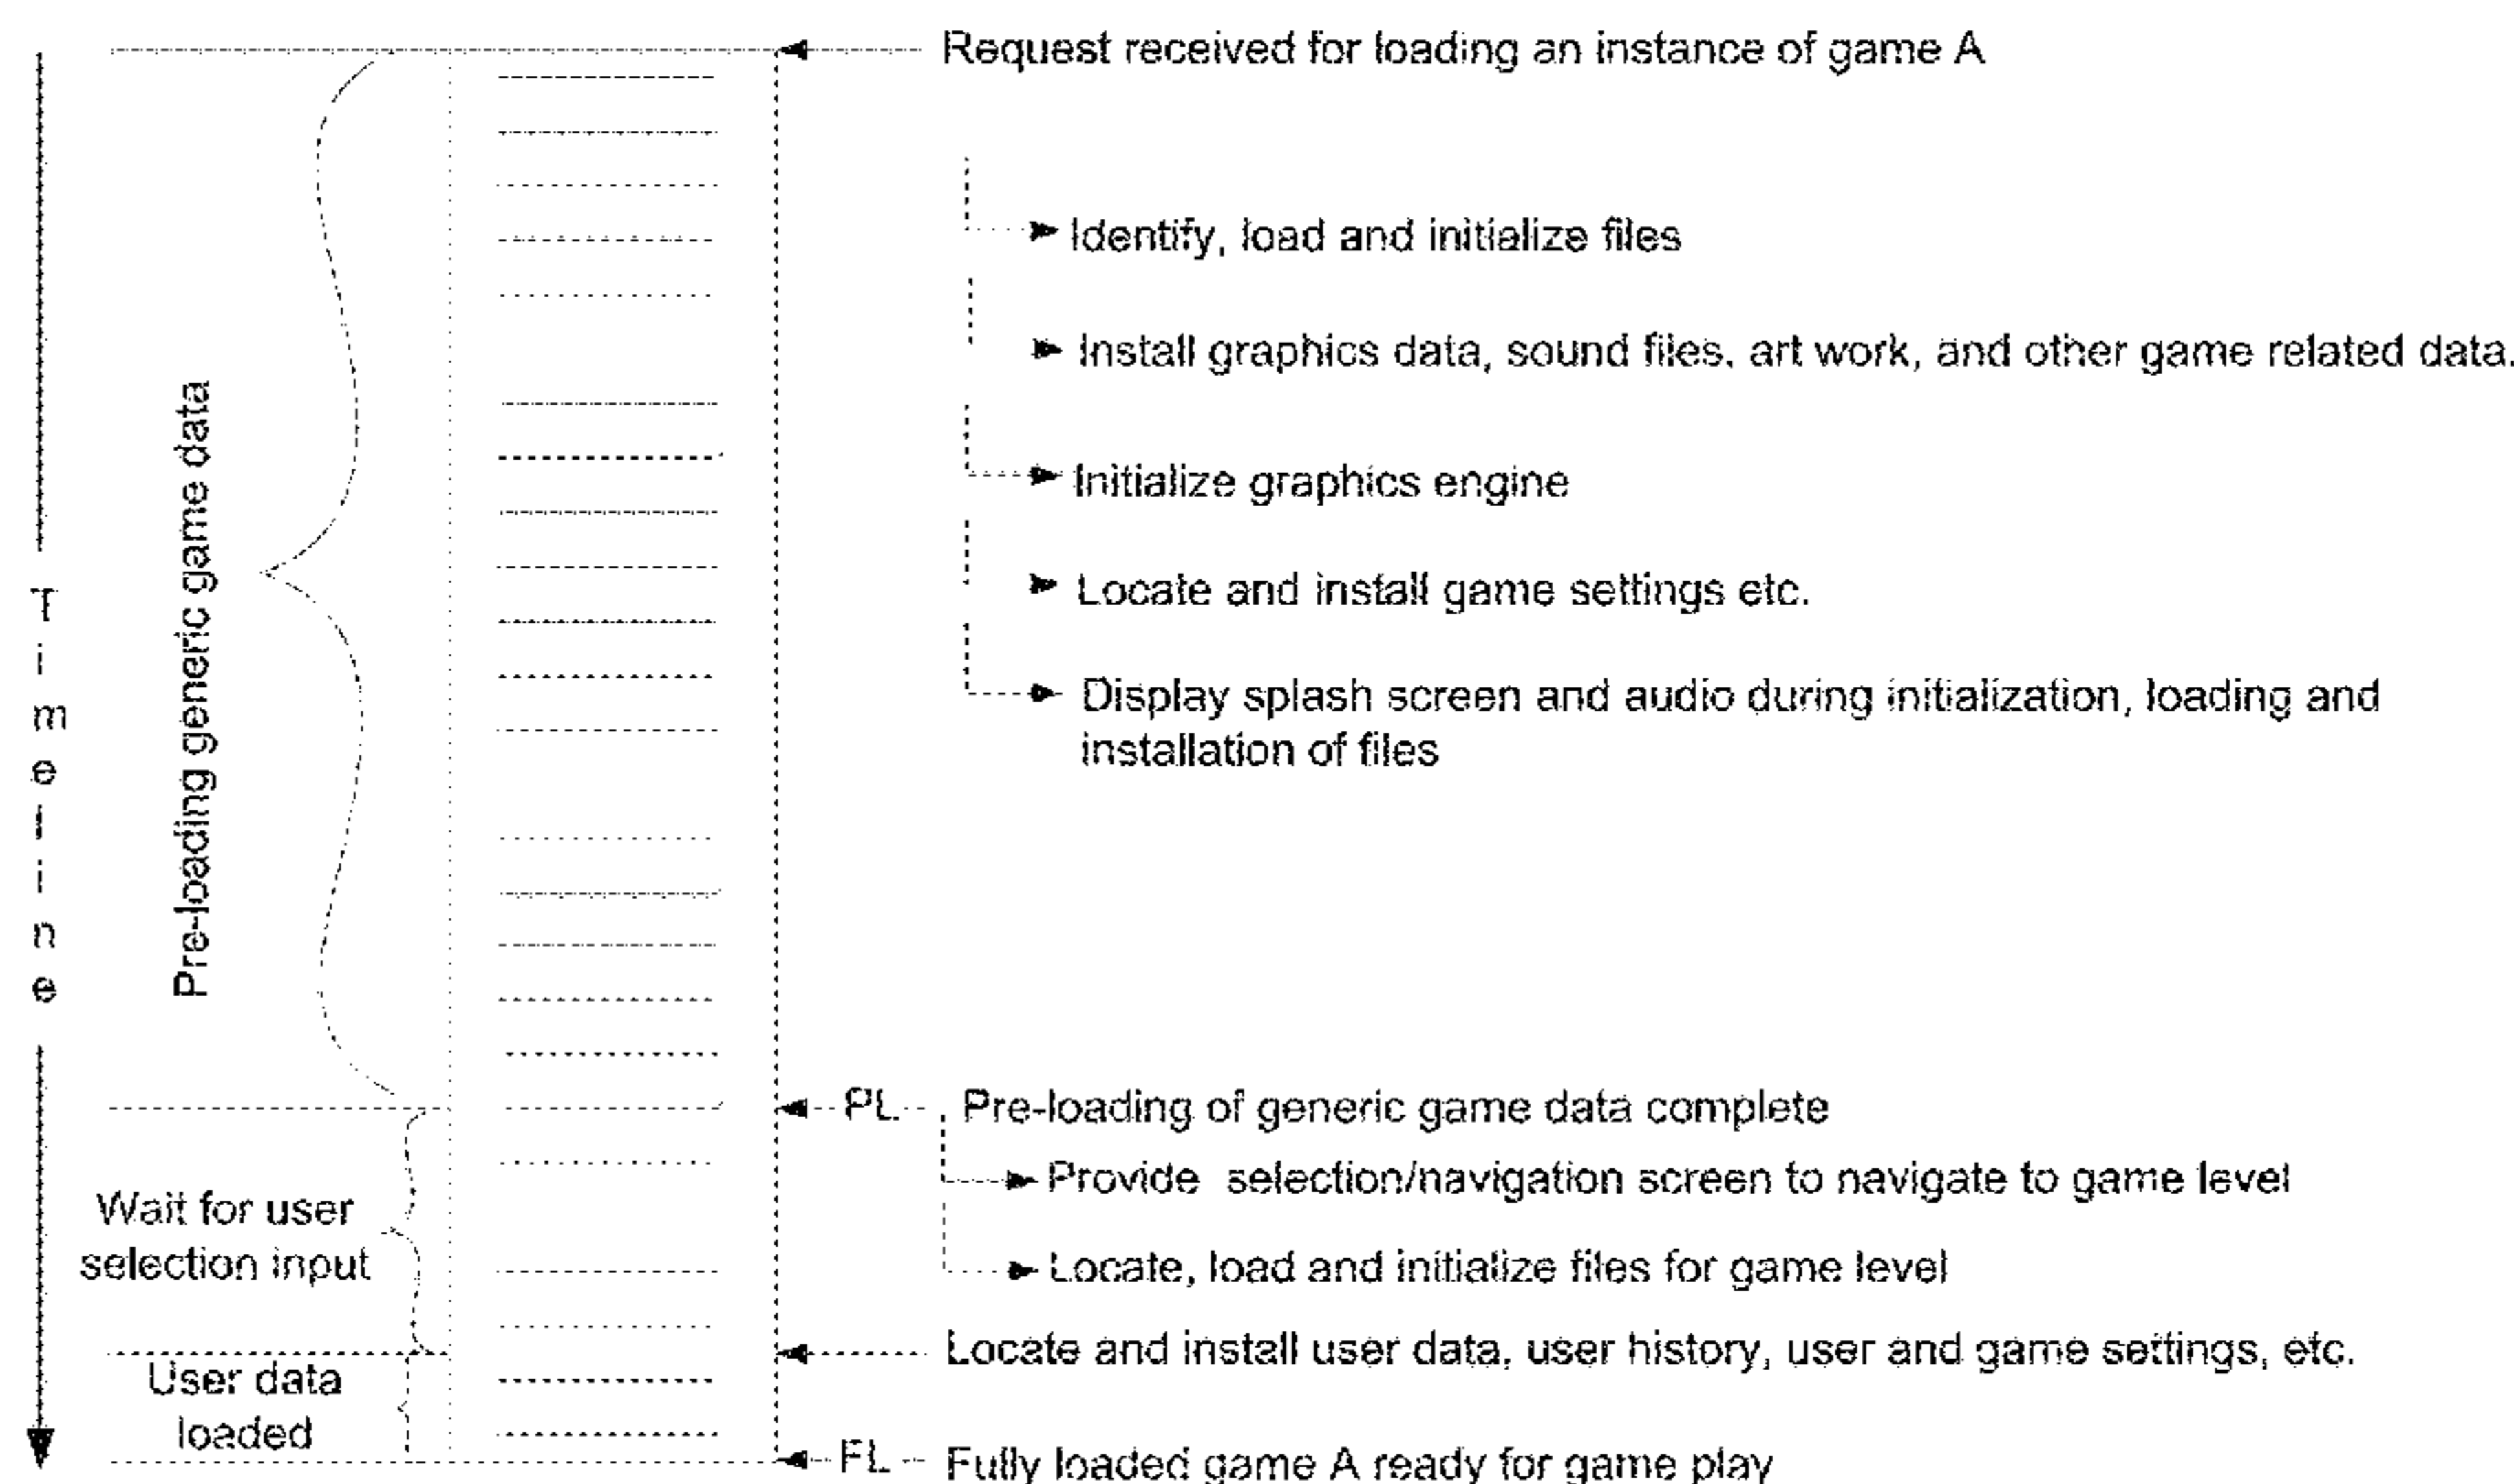 Request received for loading an instance of game A
Identify, load and initialize files
Install graphics data, sound files, art work, and other game related data.
Initialize graphics engine
Locate and install game settings etc.
Display splash screen and audio during initialization, loading and
installation of files
Timeline
Pre-loading generic game data
PL Pre-loading of generic game data complete
Provide selection/navigation screen to navigate to game level
Wait for user
selection input
Locate, load and initialize files for game level
Locate and install user data, user history, user and game settings, etc.
User data
loaded
FL Fully loaded game A ready for game play